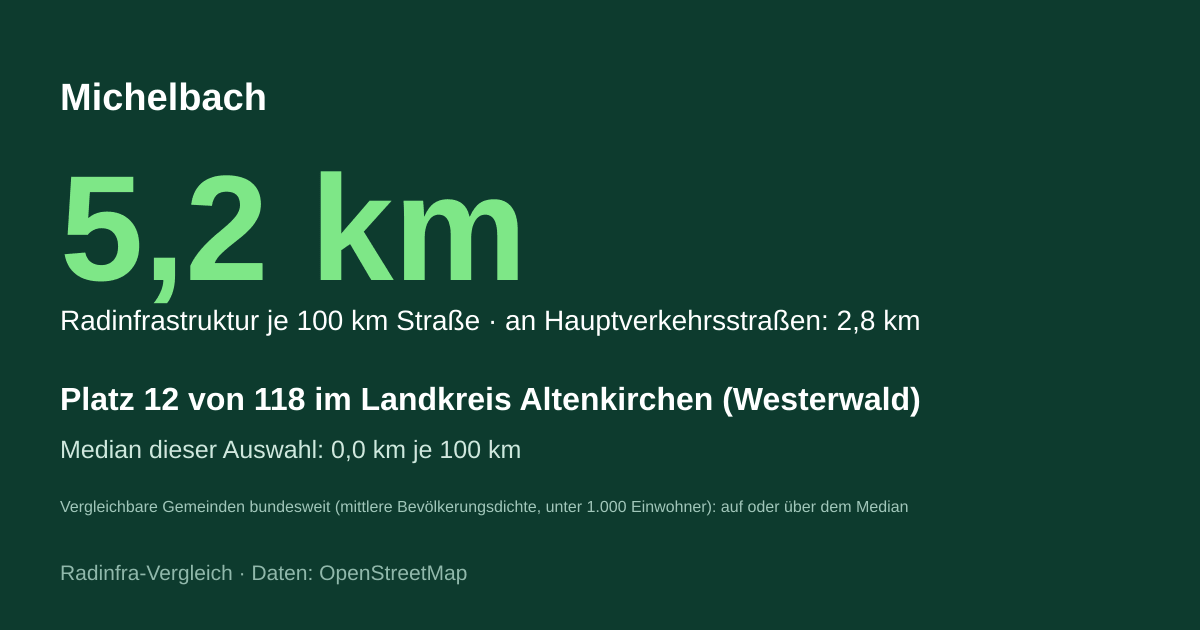 Michelbach
5,2 km
Radinfrastruktur je 100 km Straße · an Hauptverkehrsstraßen: 2,8 km
Platz 12 von 118 im Landkreis Altenkirchen (Westerwald)
Median dieser Auswahl: 0,0 km je 100 km
Vergleichbare Gemeinden bundesweit (mittlere Bevölkerungsdichte, unter 1.000 Einwohner): auf oder über dem Median
Radinfra-Vergleich · Daten: OpenStreetMap